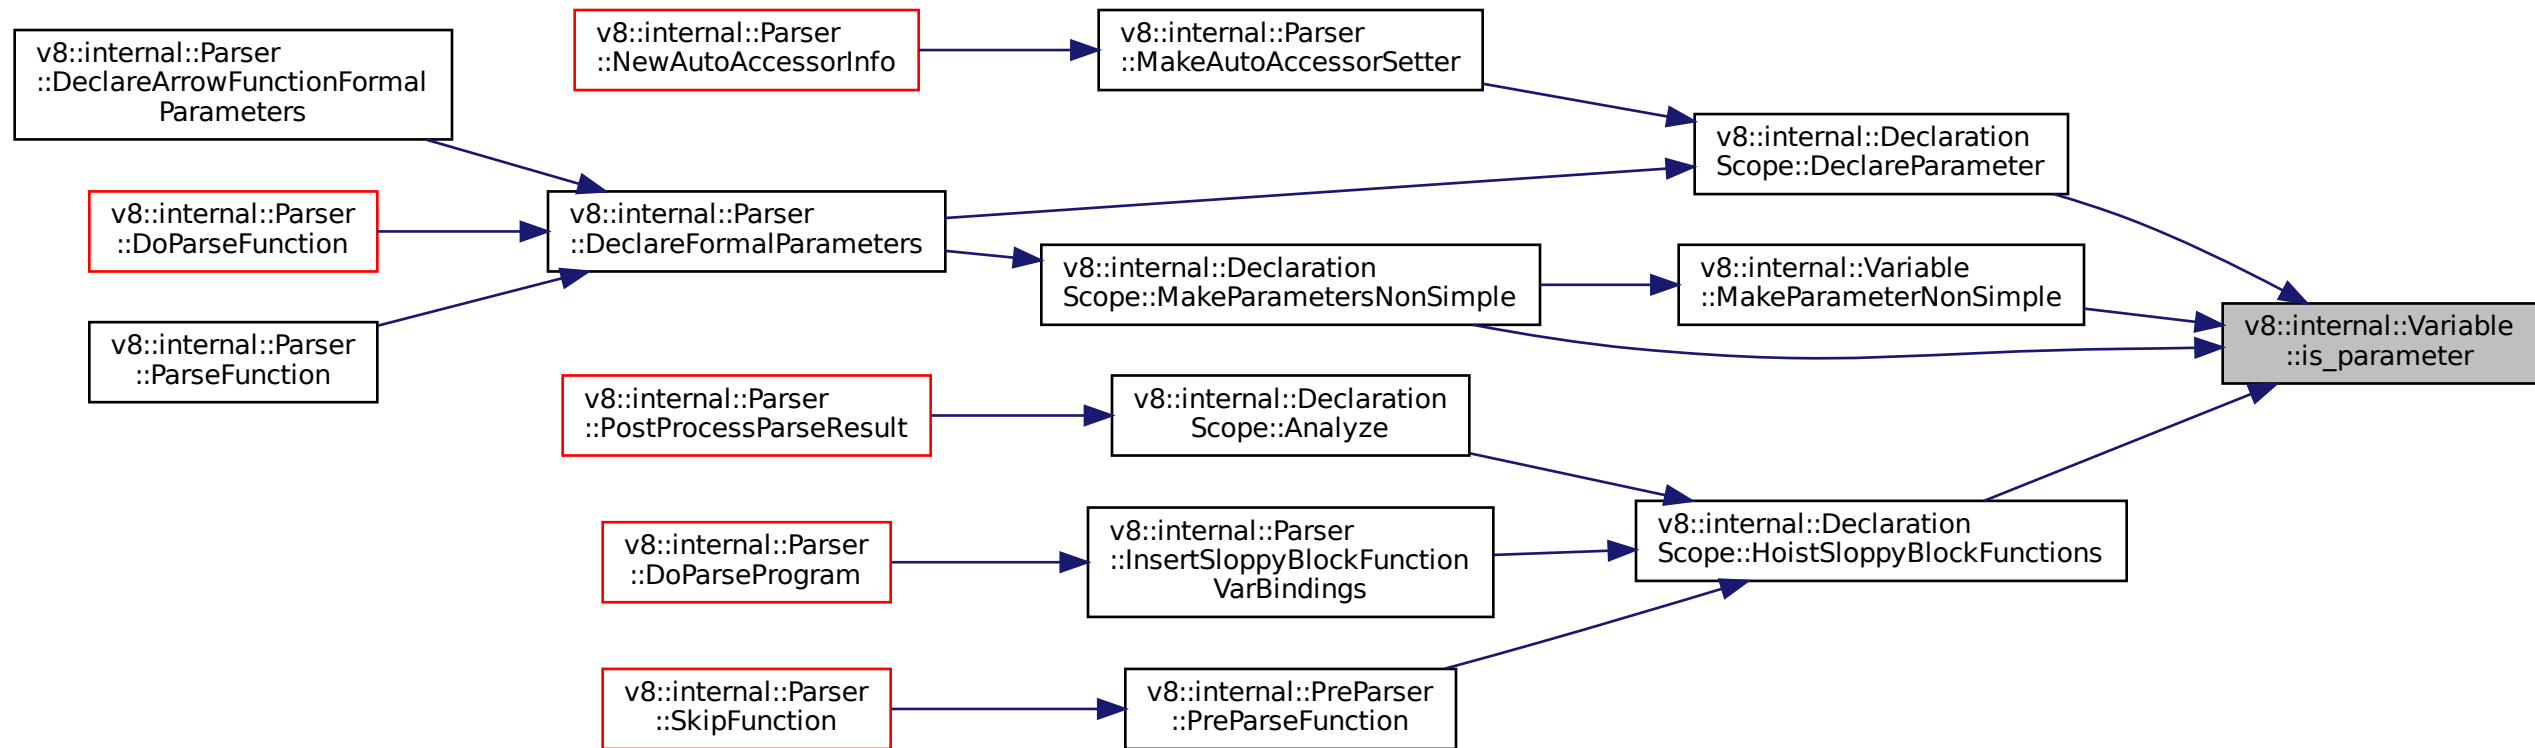 v8::internal::Parser
::DeclareArrowFunctionFormal
Parameters
v8::internal::Parser
::NewAutoAccessorInfo
v8::internal::Parser
::MakeAutoAccessorSetter
v8::internal::Declaration
Scope::DeclareParameter
v8::internal::Parser
::DoParseFunction
v8::internal::Parser
::DeclareFormalParameters
v8::internal::Declaration
Scope::MakeParametersNonSimple
v8::internal::Variable
::MakeParameterNonSimple
v8::internal::Variable
::is_parameter
v8::internal::Parser
::ParseFunction
v8::internal::Parser
::PostProcessParseResult
v8::internal::Declaration
Scope::Analyze
v8::internal::Parser
::DoParseProgram
v8::internal::Parser
::InsertSloppyBlockFunction
VarBindings
v8::internal::Declaration
Scope::HoistSloppyBlockFunctions
v8::internal::Parser
::SkipFunction
v8::internal::PreParser
::PreParseFunction